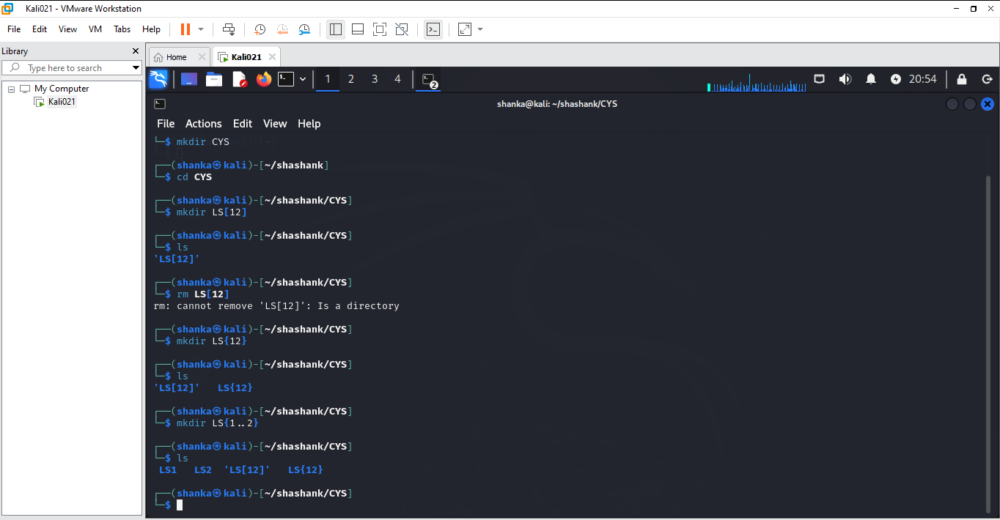 Kali021 - VMware Workstation
File Edit View VM Tabs Help
Library
Type here to search
My Computer
Kali021
Home Kali021
1 2 3 4 2 20:54
shanka@kali: ~/shashank/CYS
File Actions Edit View Help
└─$ mkdir CYS
┌──(shanka㉿kali)-[~/shashank]
└─$ cd CYS
┌──(shanka㉿kali)-[~/shashank/CYS]
└─$ mkdir LS[12]
┌──(shanka㉿kali)-[~/shashank/CYS]
└─$ ls
'LS[12]'
┌──(shanka㉿kali)-[~/shashank/CYS]
└─$ rm LS[12]
rm: cannot remove 'LS[12]': Is a directory
┌──(shanka㉿kali)-[~/shashank/CYS]
└─$ mkdir LS{12}
┌──(shanka㉿kali)-[~/shashank/CYS]
└─$ ls
'LS[12]' LS{12}
┌──(shanka㉿kali)-[~/shashank/CYS]
└─$ mkdir LS{1..2}
┌──(shanka㉿kali)-[~/shashank/CYS]
└─$ ls
LS1 LS2 'LS[12]' LS{12}
┌──(shanka㉿kali)-[~/shashank/CYS]
└─$